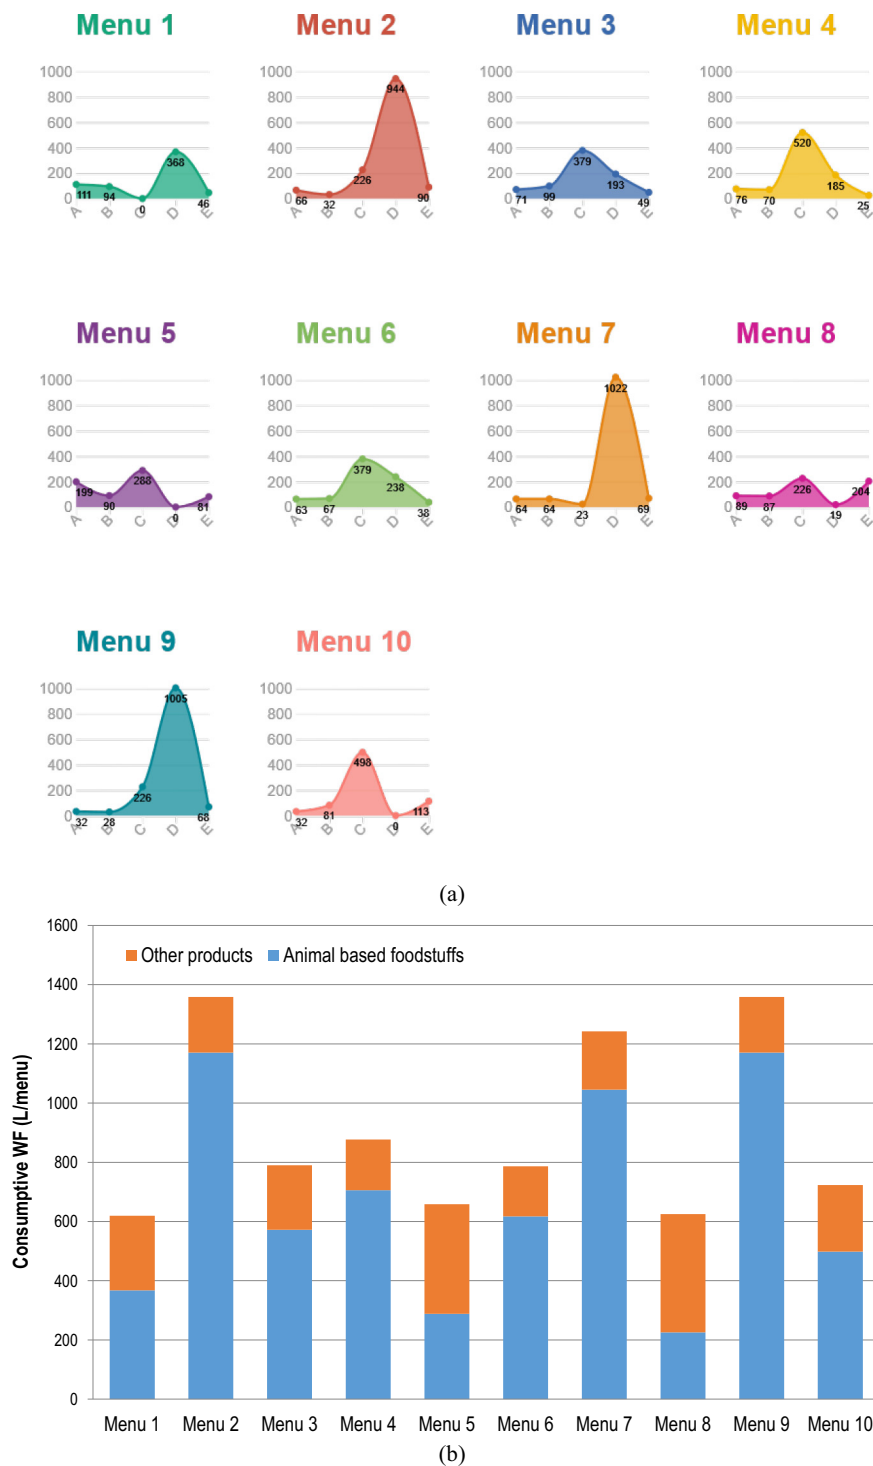 Menu 1 Menu 2 Menu 3 Menu 4
1000 1000 1000 1000
800 800 800 800
600 600 600 600
400 400 400 400
200 200 200 200
0 0 0 0
111 94 0 368 46
66 32 226 944 90
71 99 379 193 49
76 70 520 185 25
A B C D E A B C D E A B C D E A B C D E
Menu 5 Menu 6 Menu 7 Menu 8
1000 1000 1000 1000
800 800 800 800
600 600 600 600
400 400 400 400
200 200 200 200
0 0 0 0
199 90 288 0 81
63 67 379 238 38
64 64 23 1022 69
89 87 226 19 204
A B C D E A B C D E A B C D E A B C D E
Menu 9 Menu 10
1000 1000
800 800
600 600
400 400
200 200
0 0
32 28 226 1005 68
32 81 498 0 113
A B C D E A B C D E
(a)
1600
Other products Animal based foodstuffs
1400
1200
1000
800
600
400
200
0
Consumptive WF (L/menu)
Menu 1 Menu 2 Menu 3 Menu 4 Menu 5 Menu 6 Menu 7 Menu 8 Menu 9 Menu 10
(b)